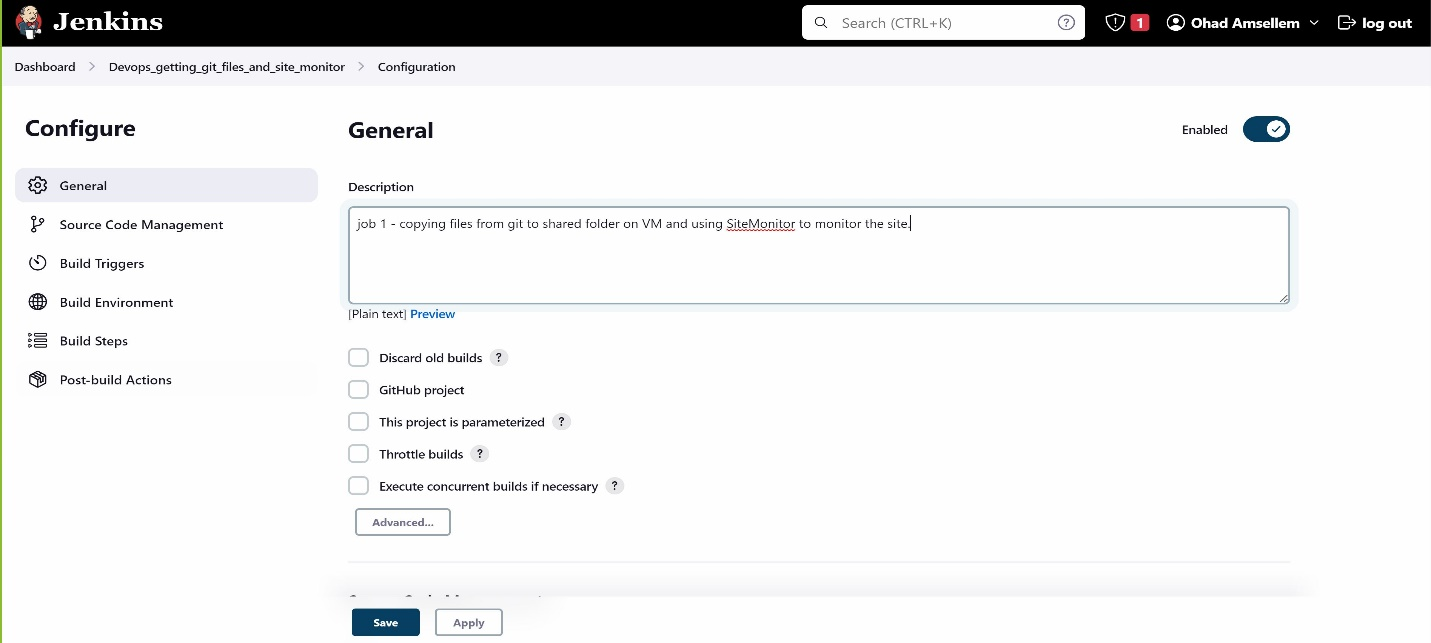 Jenkins
Search (CTRL+K)
?
1
Ohad Amsellem
log out
Dashboard > Devops_getting_git_files_and_site_monitor > Configuration
Configure
General
Source Code Management
Build Triggers
Build Environment
Build Steps
Post-build Actions
General
Enabled
Description
job 1 - copying files from git to shared folder on VM and using SiteMonitor to monitor the site.
[Plain text] Preview
Discard old builds ?
GitHub project
This project is parameterized ?
Throttle builds ?
Execute concurrent builds if necessary ?
Advanced...
Save
Apply